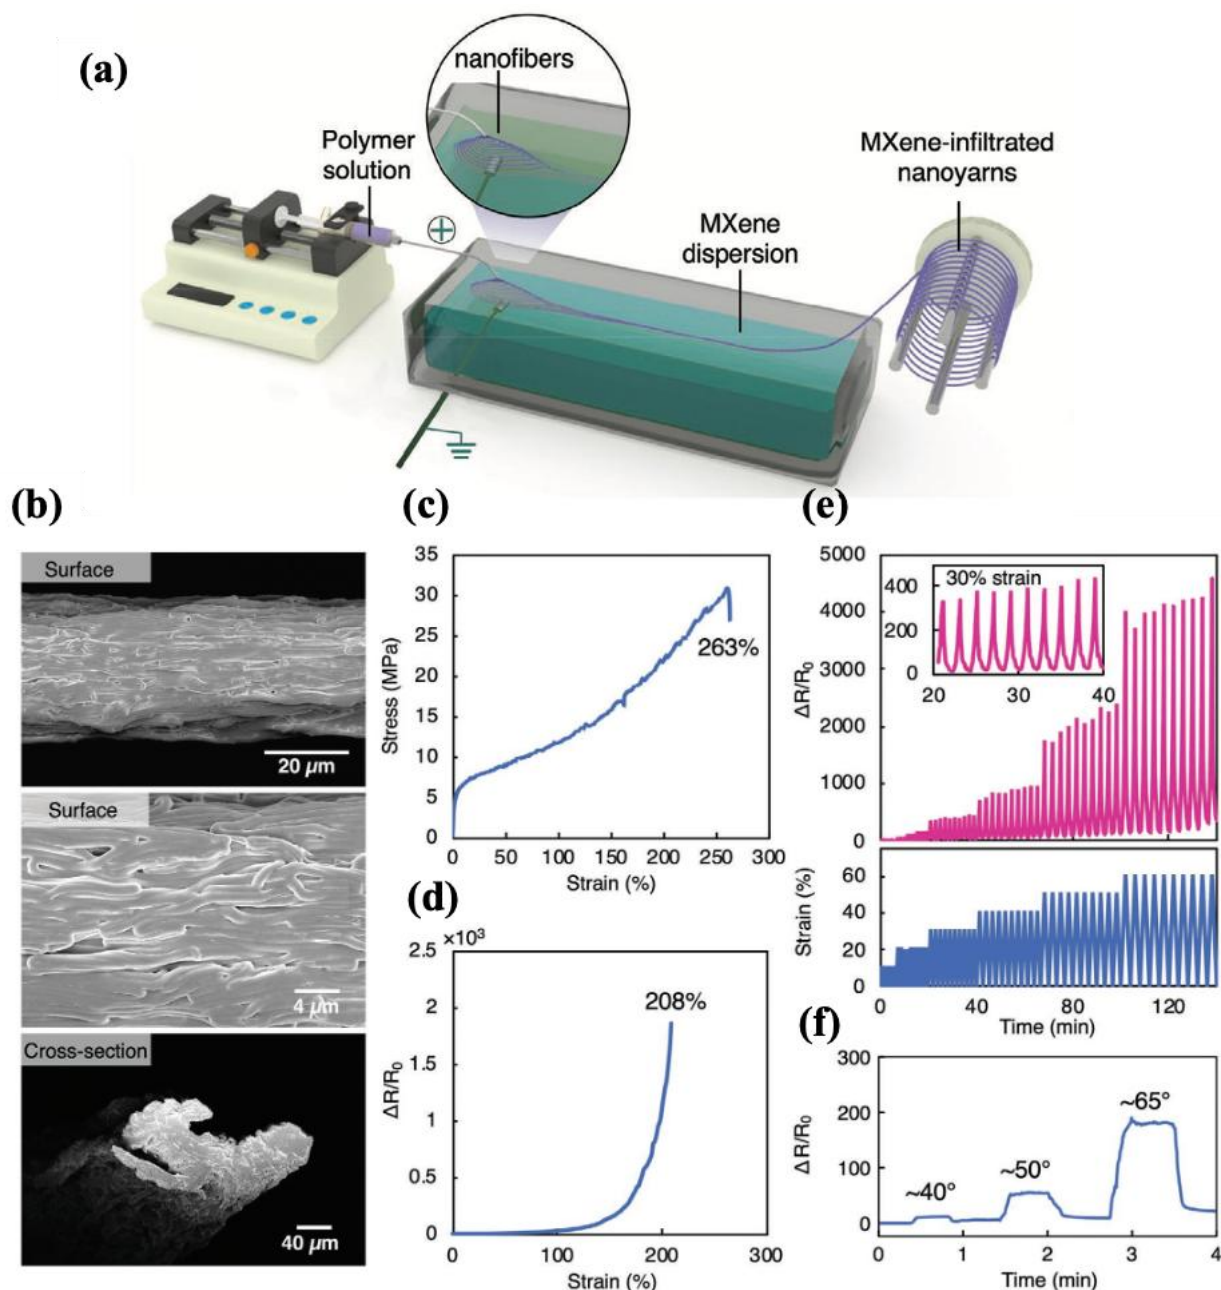 (a)
nanofibers
Polymer
solution
MXene-infiltrated
nanoyarns
MXene
dispersion
(b)
(c)
(e)
Surface
20 µm
Surface
4 µm
Cross-section
40 µm
35
30
25
20
15
10
5
0
Stress (MPa)
263%
0 50 100 150 200 250 300
Strain (%)
(d)
×10³
2.5
2
1.5
1
0.5
0
ΔR/R₀
208%
0 100 200 300
Strain (%)
5000
4000
3000
2000
1000
0
ΔR/R₀
30% strain
400
200
0
20 30 40
60
40
20
0
Strain (%)
0 40 80 120
Time (min)
(f)
300
200
100
0
ΔR/R₀
~40°
~50°
~65°
0 1 2 3 4
Time (min)